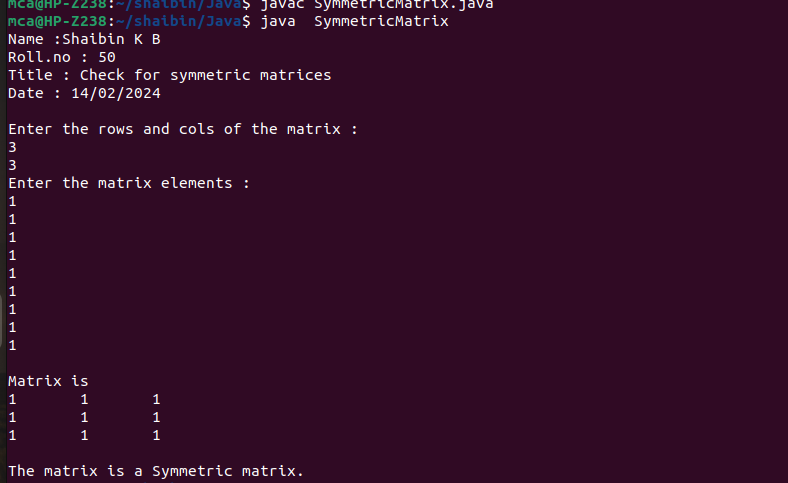 mca@HP-Z238:~/shaibin/Java$ javac SymmetricMatrix.java
mca@HP-Z238:~/shaibin/Java$ java  SymmetricMatrix
Name :Shaibin K B
Roll.no : 50
Title : Check for symmetric matrices
Date : 14/02/2024
Enter the rows and cols of the matrix :
3
3
Enter the matrix elements :
1
1
1
1
1
1
1
1
1
Matrix is
1       1       1
1       1       1
1       1       1
The matrix is a Symmetric matrix.